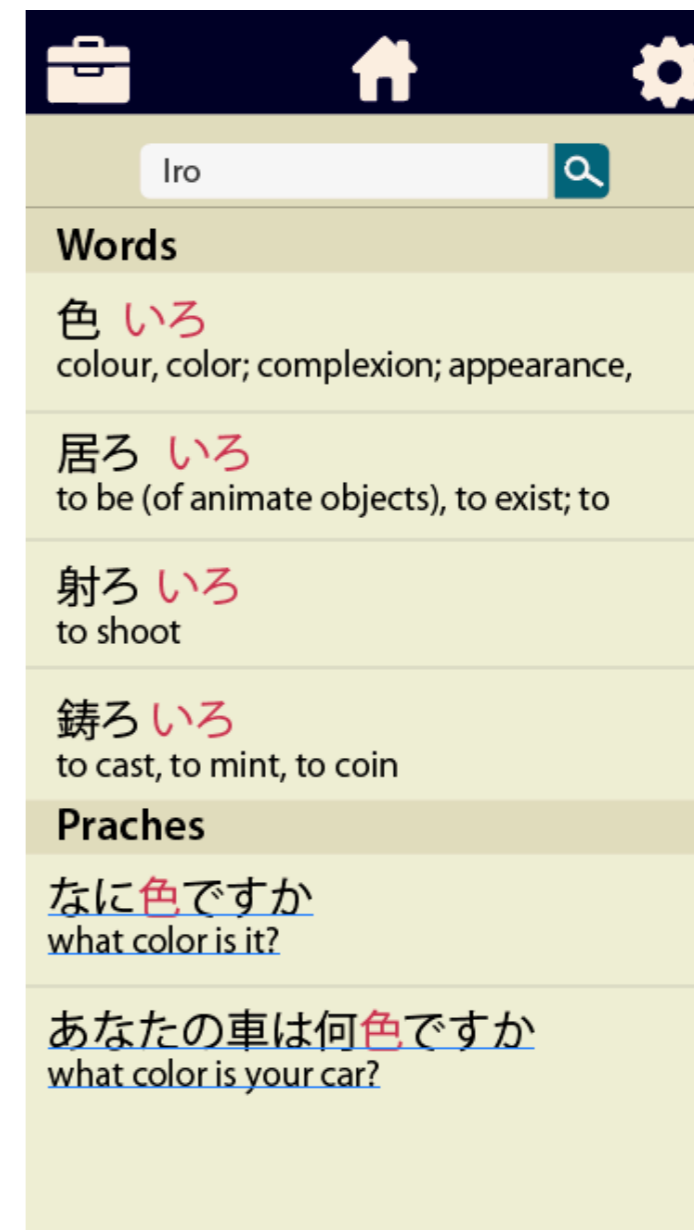 Iro
Words
色 いろ
colour, color; complexion; appearance,
居ろ いろ
to be (of animate objects), to exist; to
射ろ いろ
to shoot
鋳ろ いろ
to cast, to mint, to coin
Praches
なに色ですか
what color is it?
あなたの車は何色ですか
what color is your car?